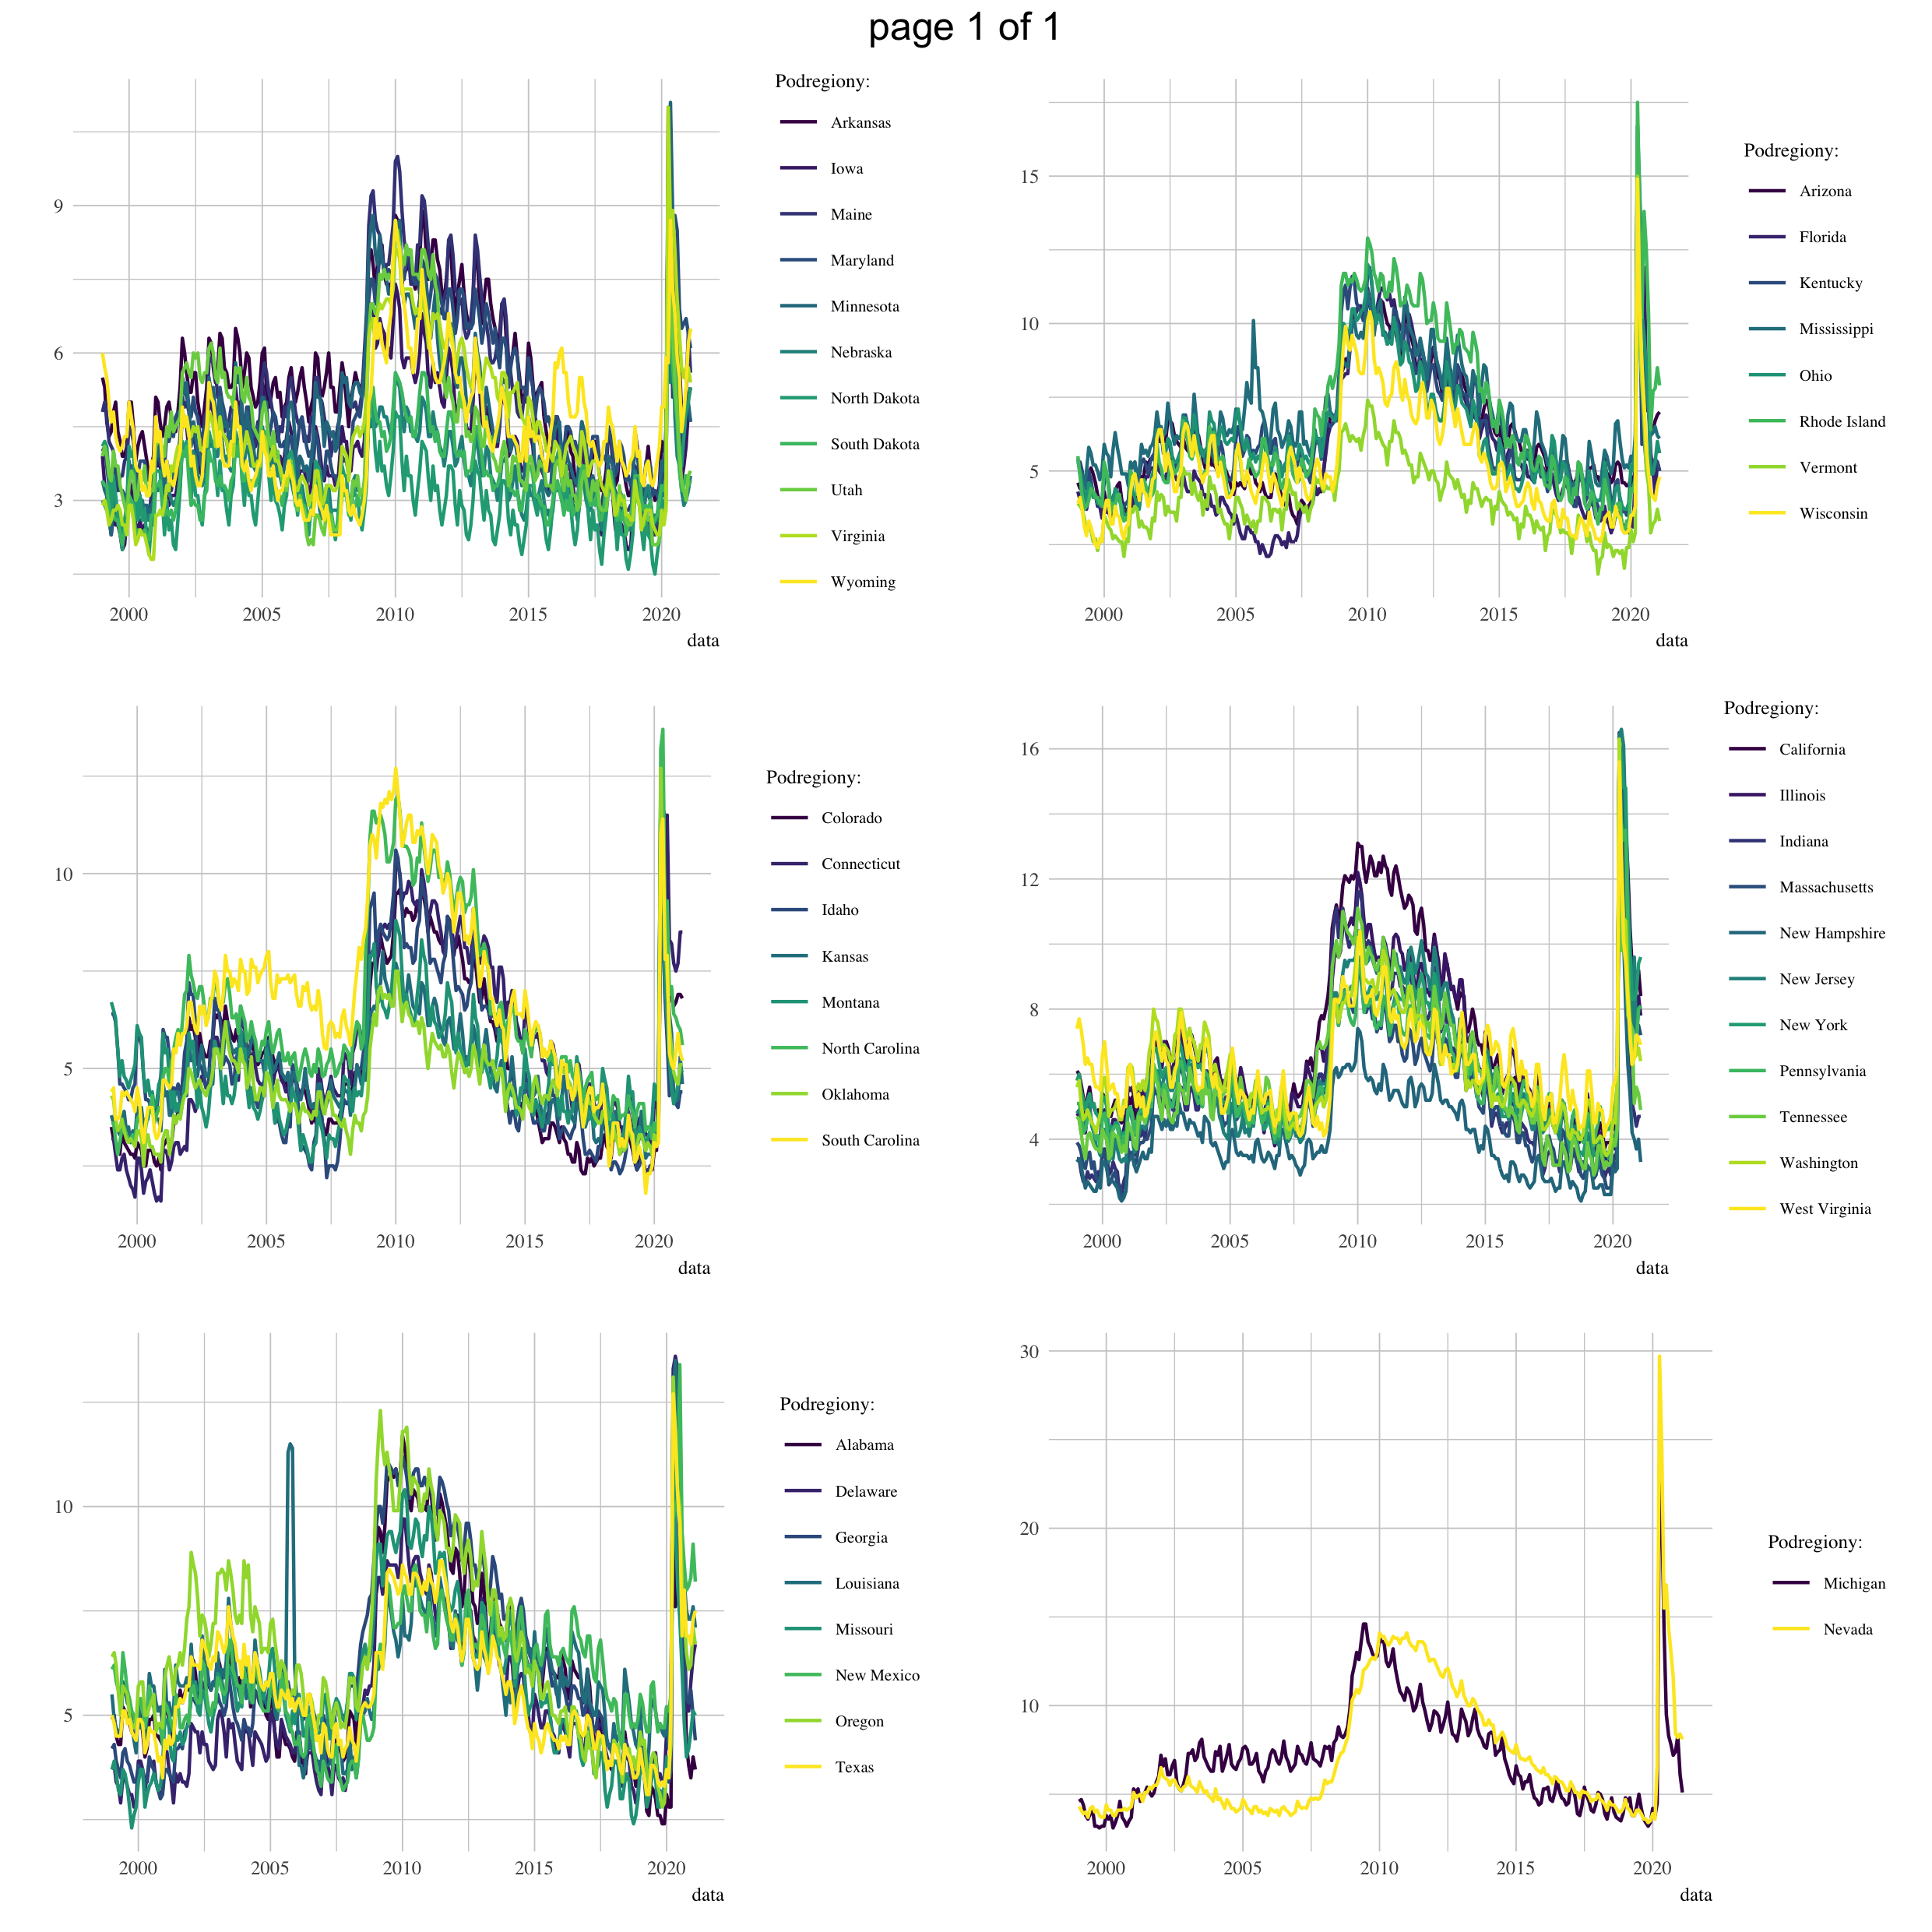 page 1 of 1
Podregiony:
Arkansas
Iowa
Maine
Maryland
Minnesota
Nebraska
North Dakota
South Dakota
Utah
Virginia
Wyoming
9
6
3
2000 2005 2010 2015 2020
data
Podregiony:
Arizona
Florida
Kentucky
Mississippi
Ohio
Rhode Island
Vermont
Wisconsin
15
10
5
2000 2005 2010 2015 2020
data
Podregiony:
Colorado
Connecticut
Idaho
Kansas
Montana
North Carolina
Oklahoma
South Carolina
10
5
2000 2005 2010 2015 2020
data
Podregiony:
California
Illinois
Indiana
Massachusetts
New Hampshire
New Jersey
New York
Pennsylvania
Tennessee
Washington
West Virginia
16
12
8
4
2000 2005 2010 2015 2020
data
Podregiony:
Alabama
Delaware
Georgia
Louisiana
Missouri
New Mexico
Oregon
Texas
10
5
2000 2005 2010 2015 2020
data
Podregiony:
Michigan
Nevada
30
20
10
2000 2005 2010 2015 2020
data